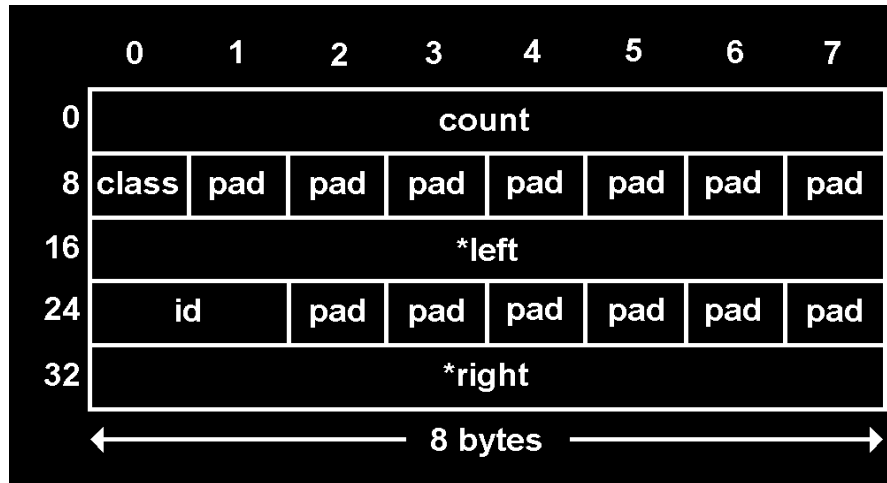 0 1 2 3 4 5 6 7
0 count
8 class pad pad pad pad pad pad pad
16 *left
24 id pad pad pad pad pad pad
32 *right
8 bytes